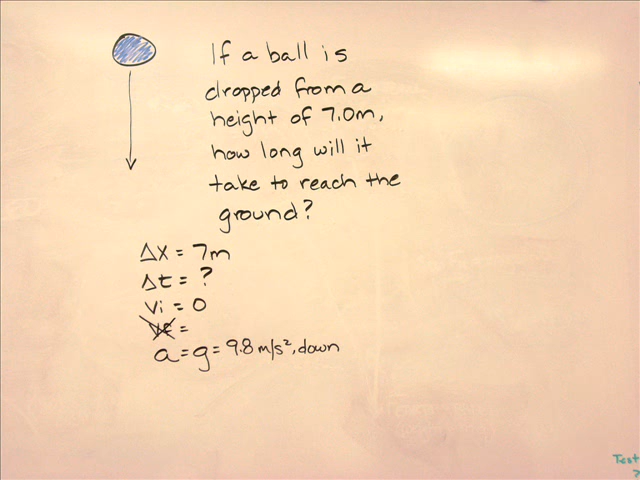 If a ball is
dropped from a
height of 7.0m,
how long will it
take to reach the
ground?
Δx = 7m
Δt = ?
Vi = 0
Vf =
a = g = 9.8 m/s², down
Test